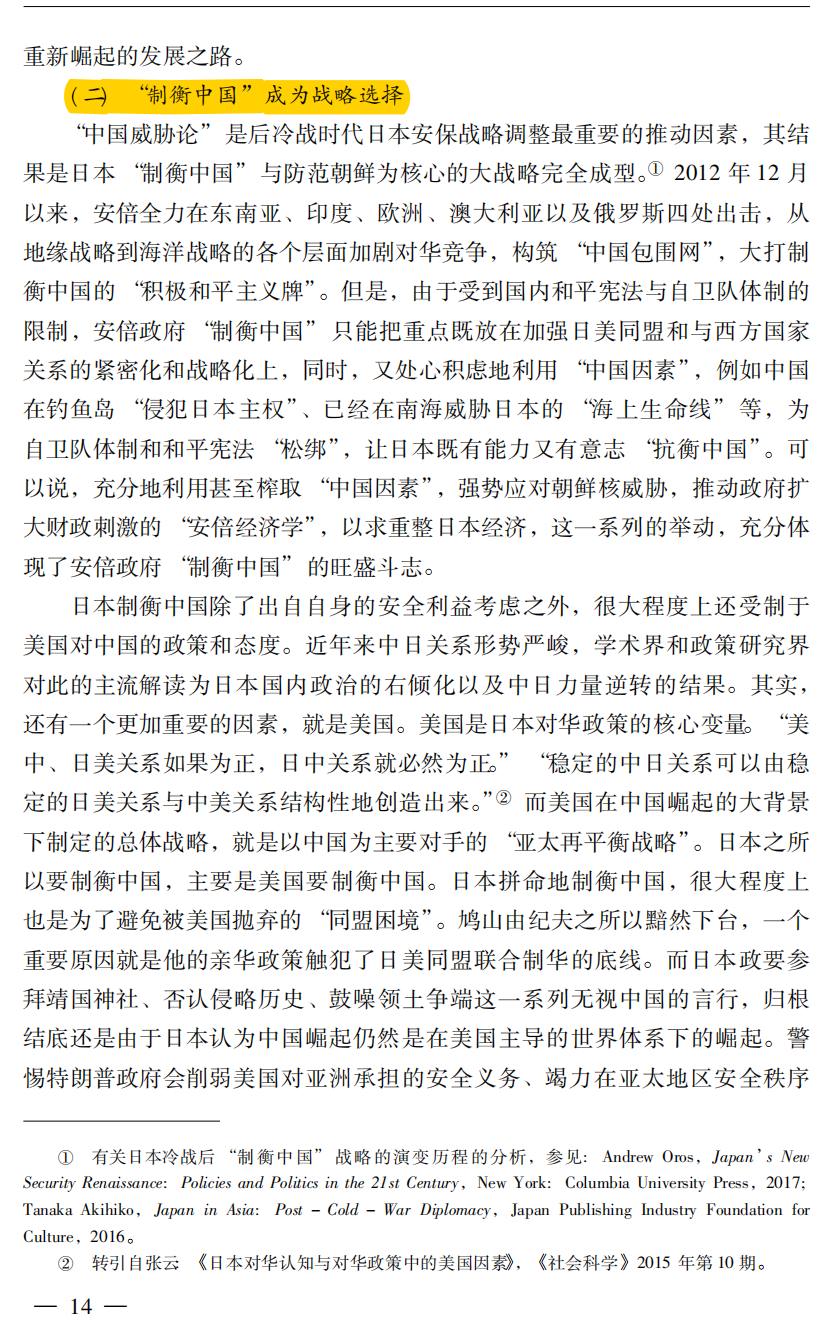 重新崛起的发展之路。
(二) “制衡中国”成为战略选择
“中国威胁论”是后冷战时代日本安保战略调整最重要的推动因素，其结
果是日本“制衡中国”与防范朝鲜为核心的大战略完全成型。① 2012 年 12 月
以来，安倍全力在东南亚、印度、欧洲、澳大利亚以及俄罗斯四处出击，从
地缘战略到海洋战略的各个层面加剧对华竞争，构筑“中国包围网”，大打制
衡中国的“积极和平主义牌”。但是，由于受到国内和平宪法与自卫队体制的
限制，安倍政府“制衡中国”只能把重点既放在加强日美同盟和与西方国家
关系的紧密化和战略化上，同时，又处心积虑地利用“中国因素”，例如中国
在钓鱼岛“侵犯日本主权”、已经在南海威胁日本的“海上生命线”等，为
自卫队体制和和平宪法“松绑”，让日本既有能力又有意志“抗衡中国”。可
以说，充分地利用甚至榨取“中国因素”，强势应对朝鲜核威胁，推动政府扩
大财政刺激的“安倍经济学”，以求重整日本经济，这一系列的举动，充分体
现了安倍政府“制衡中国”的旺盛斗志。
日本制衡中国除了出自自身的安全利益考虑之外，很大程度上还受制于
美国对中国的政策和态度。近年来中日关系形势严峻，学术界和政策研究界
对此的主流解读为日本国内政治的右倾化以及中日力量逆转的结果。其实，
还有一个更加重要的因素，就是美国。美国是日本对华政策的核心变量。“美
中、日美关系如果为正，日中关系就必然为正。”“稳定的中日关系可以由稳
定的日美关系与中美关系结构性地创造出来。”② 而美国在中国崛起的大背景
下制定的总体战略，就是以中国为主要对手的“亚太再平衡战略”。日本之所
以要制衡中国，主要是美国要制衡中国。日本拼命地制衡中国，很大程度上
也是为了避免被美国抛弃的“同盟困境”。鸠山由纪夫之所以黯然下台，一个
重要原因就是他的亲华政策触犯了日美同盟联合制华的底线。而日本政要参
拜靖国神社、否认侵略历史、鼓噪领土争端这一系列无视中国的言行，归根
结底还是由于日本认为中国崛起仍然是在美国主导的世界体系下的崛起。警
惕特朗普政府会削弱美国对亚洲承担的安全义务、竭力在亚太地区安全秩序
① 有关日本冷战后“制衡中国”战略的演变历程的分析，参见: Andrew Oros, Japan's New
Security Renaissance: Policies and Politics in the 21st Century, New York: Columbia University Press, 2017;
Tanaka Akihiko, Japan in Asia: Post – Cold – War Diplomacy, Japan Publishing Industry Foundation for
Culture, 2016。
② 转引自张云: 《日本对华认知与对华政策中的美国因素》，《社会科学》2015 年第 10 期。
— 14 —